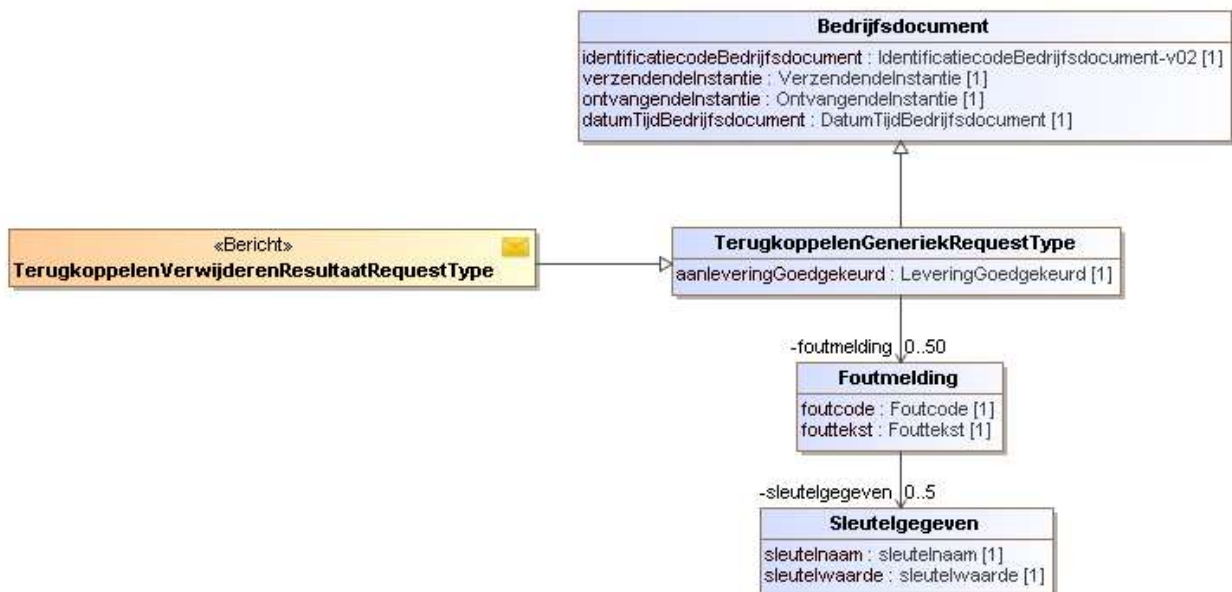 Bedrijfsdocument
identificatiecodeBedrijfsdocument : IdentificatiecodeBedrijfsdocument-v02 [1]
verzendendeInstantie : VerzendendeInstantie [1]
ontvangendeInstantie : OntvangendeInstantie [1]
datumTijdBedrijfsdocument : DatumTijdBedrijfsdocument [1]
«Bericht»
TerugkoppelenVerwijderenResultaatRequestType
TerugkoppelenGeneriekRequestType
aanleveringGoedgekeurd : LeveringGoedgekeurd [1]
-foutmelding 0..50
Foutmelding
foutcode : Foutcode [1]
fouttekst : Fouttekst [1]
-sleutelgegeven 0..5
Sleutelgegeven
sleutelnaam : sleutelnaam [1]
sleutelwaarde : sleutelwaarde [1]